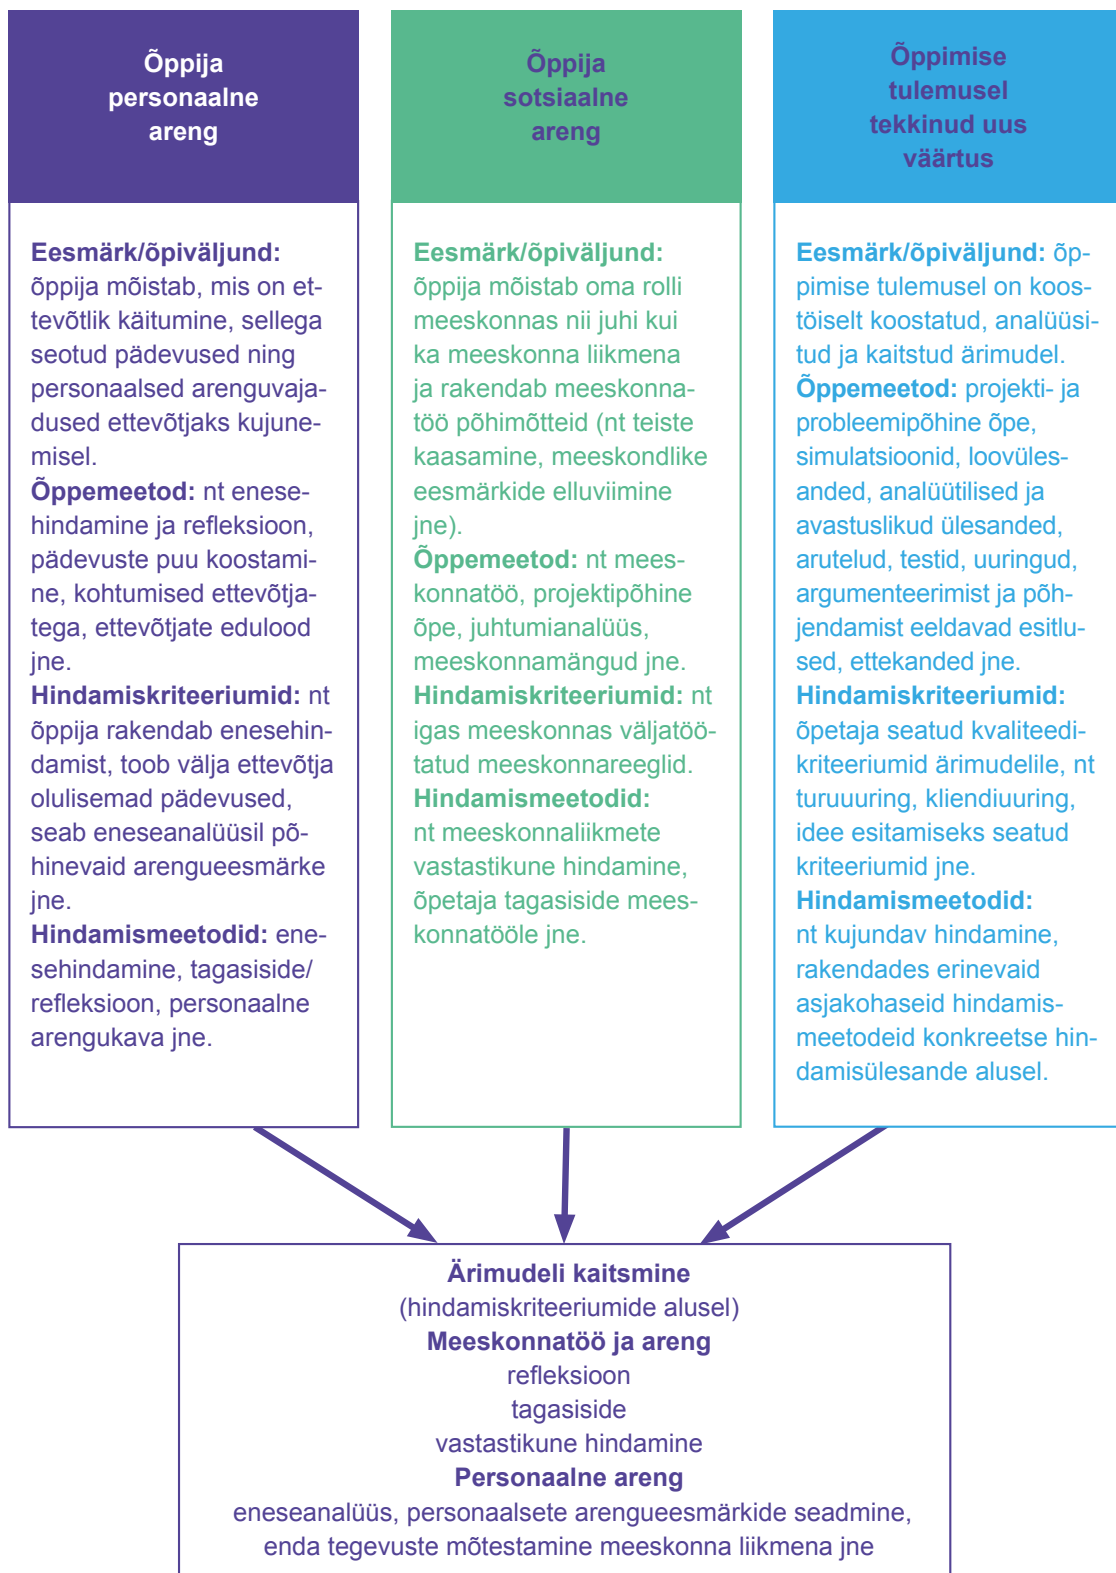 Õppija
personaalne
areng
Eesmärk/õpiväljund:
õppija mõistab, mis on et-
tevõtlik käitumine, sellega
seotud pädevused ning
personaalsed arenguvaja-
dused ettevõtjaks kujune-
misel.
Õppemeetod: nt enese-
hindamine ja refleksioon,
pädevuste puu koostami-
ne, kohtumised ettevõtja-
tega, ettevõtjate edulood
jne.
Hindamiskriteeriumid: nt
õppija rakendab enesehin-
damist, toob välja ettevõtja
olulisemad pädevused,
seab eneseanalüüsil põ-
hinevaid arengueesmärke
jne.
Hindamismeetodid: ene-
sehindamine, tagasiside/
refleksioon, personaalne
arengukava jne.
Õppija
sotsiaalne
areng
Eesmärk/õpiväljund:
õppija mõistab oma rolli
meeskonnas nii juhi kui
ka meeskonna liikmena
ja rakendab meeskonna-
töö põhimõtteid (nt teiste
kaasamine, meeskondlike
eesmärkide elluviimine
jne).
Õppemeetod: nt mees-
konnatöö, projektipõhine
õpe, juhtumianalüüs,
meeskonnamängud jne.
Hindamiskriteeriumid: nt
igas meeskonnas väljatöö-
tatud meeskonnareeglid.
Hindamismeetodid:
nt meeskonnaliikmete
vastastikune hindamine,
õpetaja tagasiside mees-
konnatööle jne.
Õppimise
tulemusel
tekkinud uus
väärtus
Eesmärk/õpiväljund: õp-
pimise tulemusel on koos-
töiselt koostatud, analüüsi-
tud ja kaitstud ärimudel.
Õppemeetod: projekti- ja
probleemipõhine õpe,
simulatsioonid, loovüles-
anded, analüütilised ja
avastuslikud ülesanded,
arutelud, testid, uuringud,
argumenteerimist ja põh-
jendamist eeldavad esitlu-
sed, ettekanded jne.
Hindamiskriteeriumid:
õpetaja seatud kvaliteedi-
kriteeriumid ärimudelile, nt
turuuuring, kliendiuuring,
idee esitamiseks seatud
kriteeriumid jne.
Hindamismeetodid:
nt kujundav hindamine,
rakendades erinevaid
asjakohaseid hindamis-
meetodeid konkreetse hin-
damisülesande alusel.
Ärimudeli kaitsmine
(hindamiskriteeriumide alusel)
Meeskonnatöö ja areng
refleksioon
tagasiside
vastastikune hindamine
Personaalne areng
eneseanalüüs, personaalsete arengueesmärkide seadmine,
enda tegevuste mõtestamine meeskonna liikmena jne